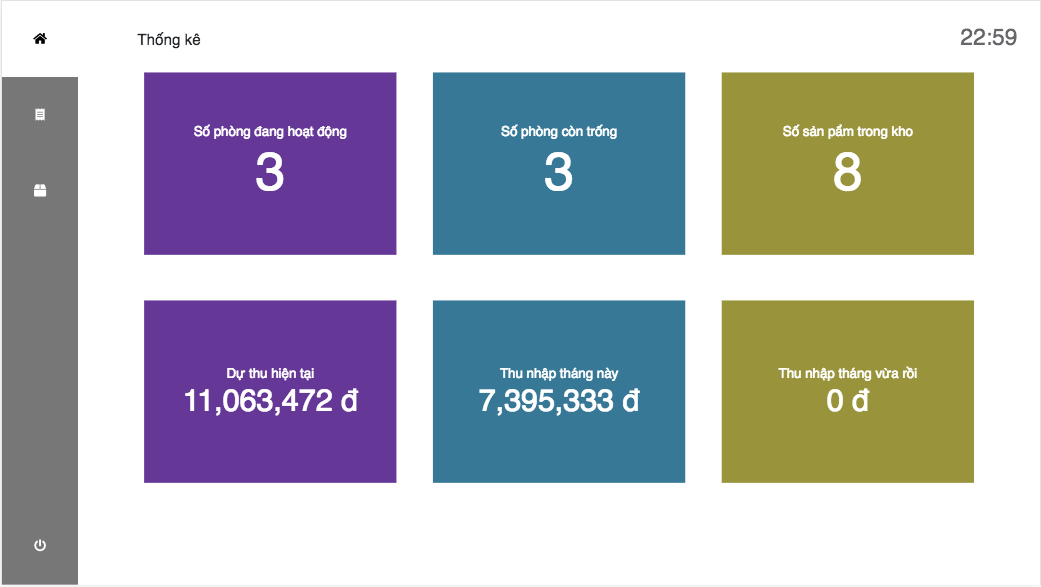 Thống kê
22:59
Số phòng đang hoạt động
3
Số phòng còn trống
3
Số sản pẩm trong kho
8
Dự thu hiện tại
11,063,472 đ
Thu nhập tháng này
7,395,333 đ
Thu nhập tháng vừa rồi
0 đ